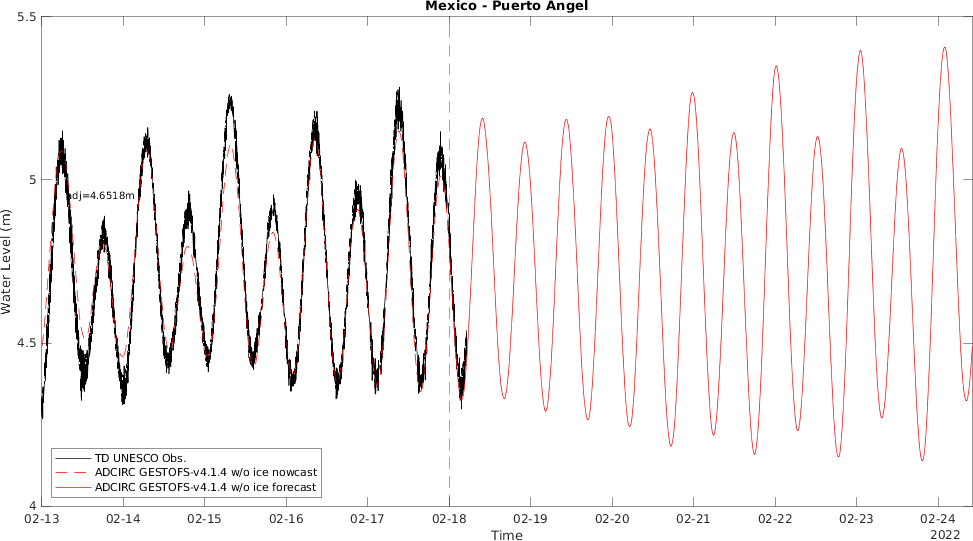 Mexico - Puerto Angel
5.5
5
4.5
4
Water Level (m)
adj=4.6518m
TD UNESCO Obs.
ADCIRC GESTOFS-v4.1.4 w/o ice nowcast
ADCIRC GESTOFS-v4.1.4 w/o ice forecast
02-13 02-14 02-15 02-16 02-17 02-18 02-19 02-20 02-21 02-22 02-23 02-24
2022
Time